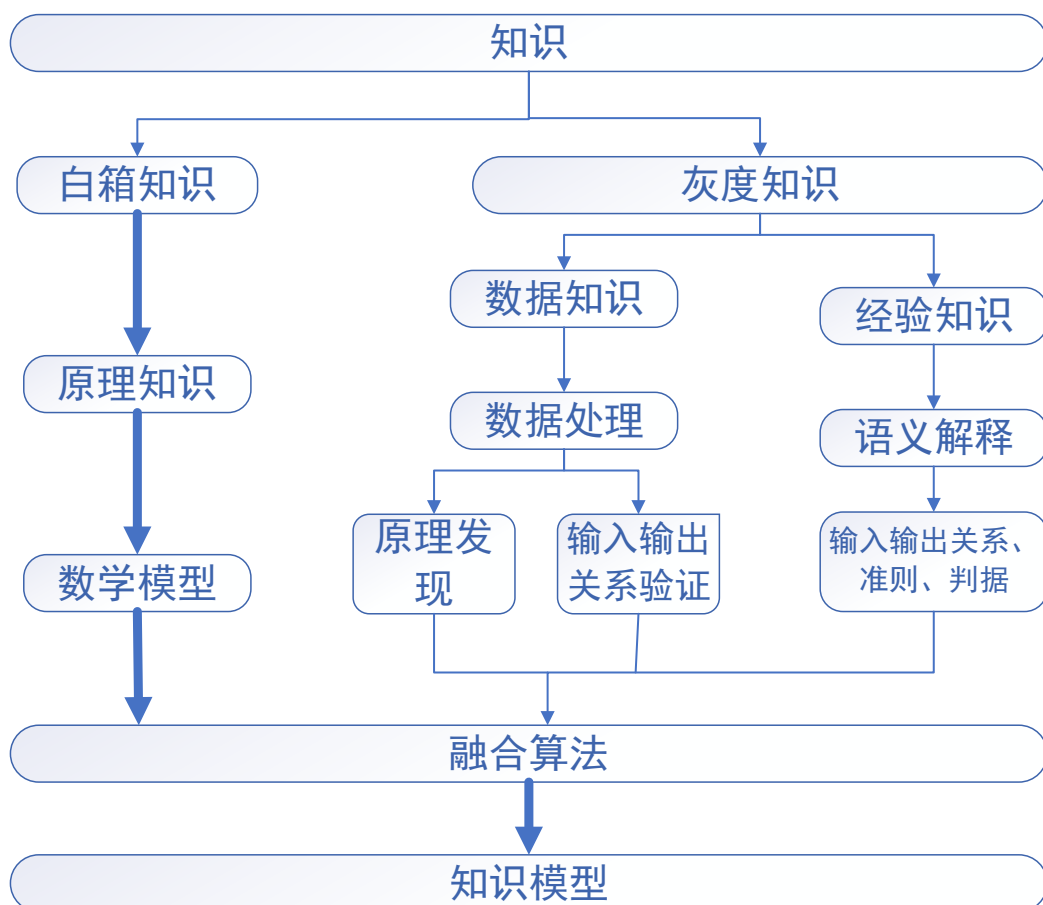 知识
白箱知识
灰度知识
数据知识
经验知识
原理知识
数据处理
语义解释
原理发
现
输入输出
关系验证
输入输出关系、
准则、判据
数学模型
融合算法
知识模型